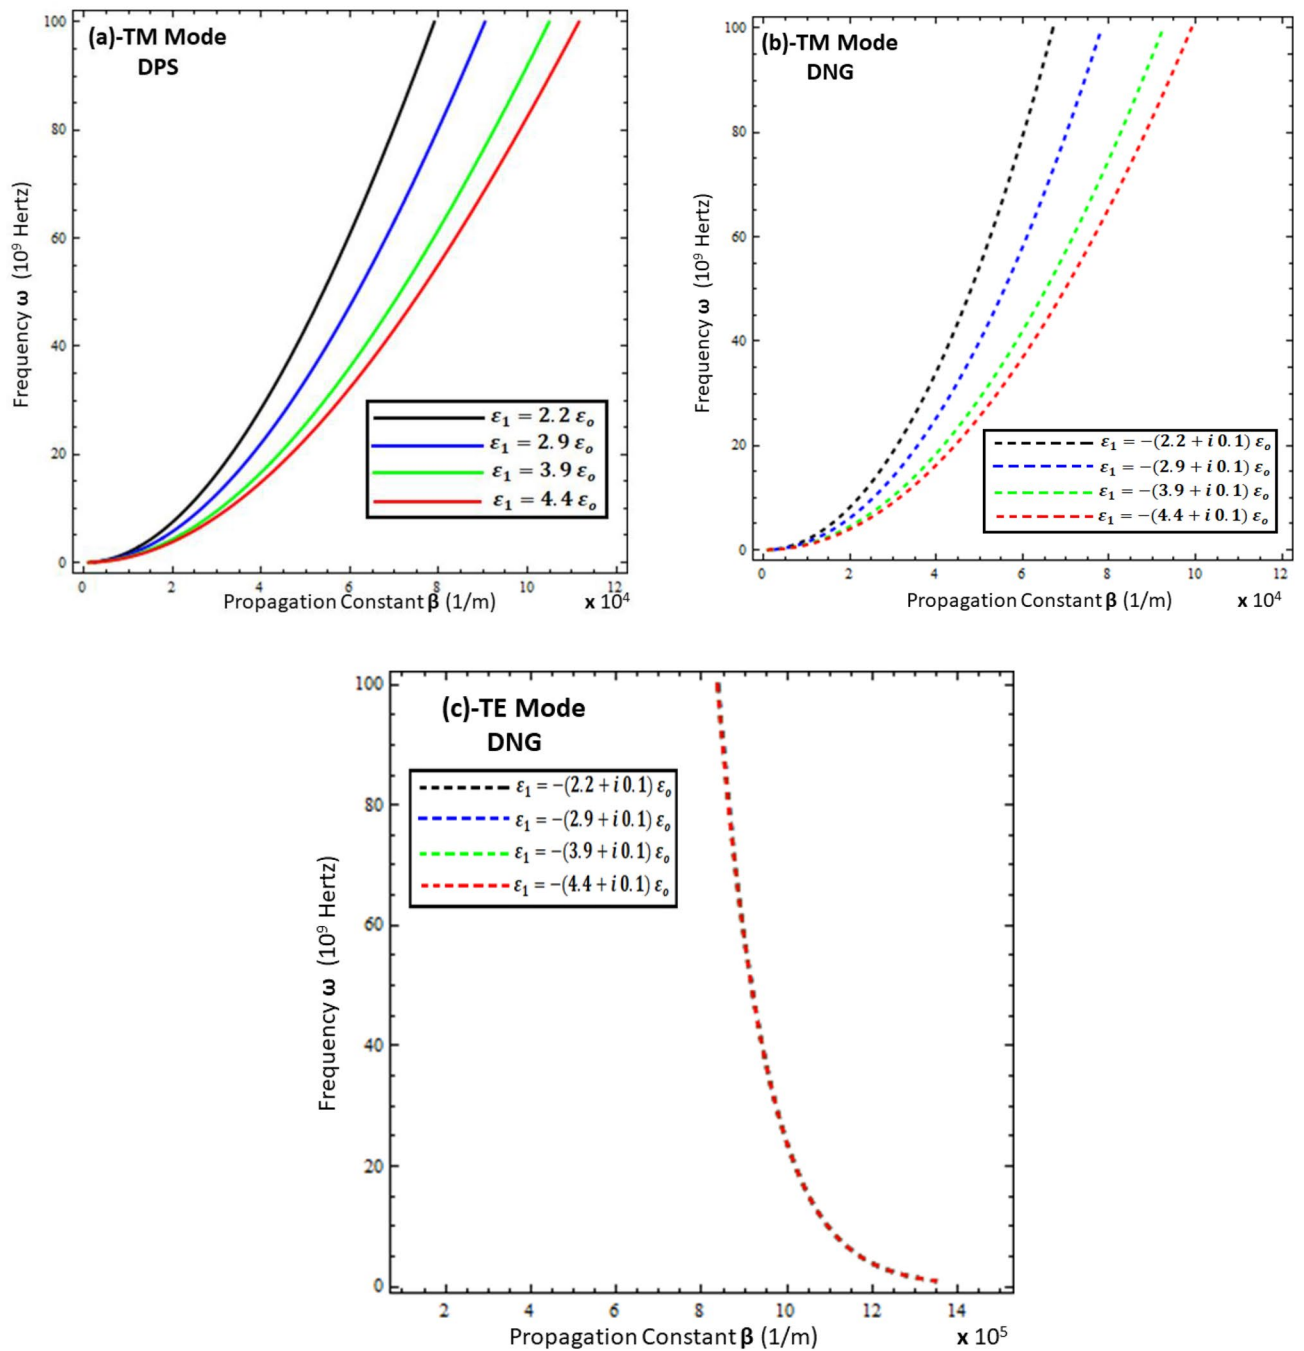 (a)-TM Mode
DPS
100
80
60
40
20
0
Frequency ω (10⁹ Hertz)
ε₁ = 2.2 εₒ
ε₁ = 2.9 εₒ
ε₁ = 3.9 εₒ
ε₁ = 4.4 εₒ
0 2 4 6 8 10 12
Propagation Constant β (1/m) x 10⁴
(b)-TM Mode
DNG
100
80
60
40
20
0
Frequency ω (10⁹ Hertz)
ε₁ = −(2.2 + i 0.1) εₒ
ε₁ = −(2.9 + i 0.1) εₒ
ε₁ = −(3.9 + i 0.1) εₒ
ε₁ = −(4.4 + i 0.1) εₒ
0 2 4 6 8 10 12
Propagation Constant β (1/m) x 10⁴
(c)-TE Mode
DNG
ε₁ = −(2.2 + i 0.1) εₒ
ε₁ = −(2.9 + i 0.1) εₒ
ε₁ = −(3.9 + i 0.1) εₒ
ε₁ = −(4.4 + i 0.1) εₒ
100
80
60
40
20
0
Frequency ω (10⁹ Hertz)
2 4 6 8 10 12 14
Propagation Constant β (1/m) x 10⁵